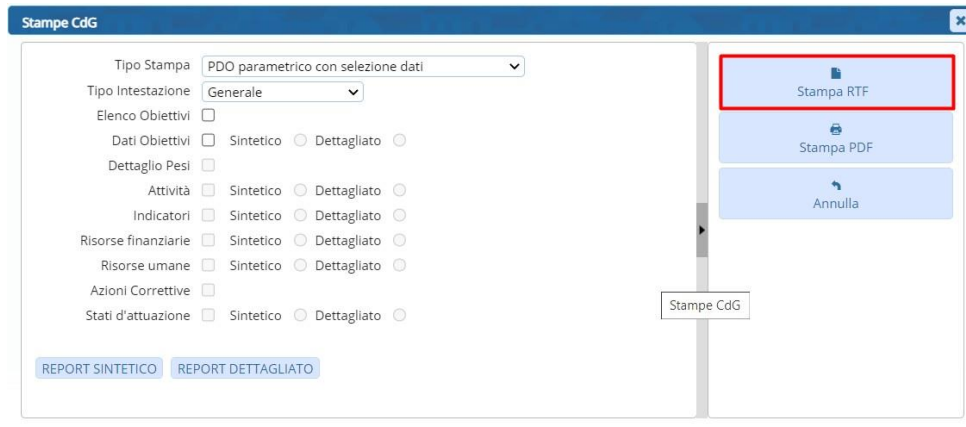 Stampe CdG
Tipo Stampa PDO parametrico con selezione dati
Tipo Intestazione Generale
Elenco Obiettivi
Dati Obiettivi Sintetico Dettagliato
Dettaglio Pesi
Attività Sintetico Dettagliato
Indicatori Sintetico Dettagliato
Risorse finanziarie Sintetico Dettagliato
Risorse umane Sintetico Dettagliato
Azioni Correttive
Stati d'attuazione Sintetico Dettagliato
REPORT SINTETICO REPORT DETTAGLIATO
Stampa RTF
Stampa PDF
Annulla
Stampe CdG